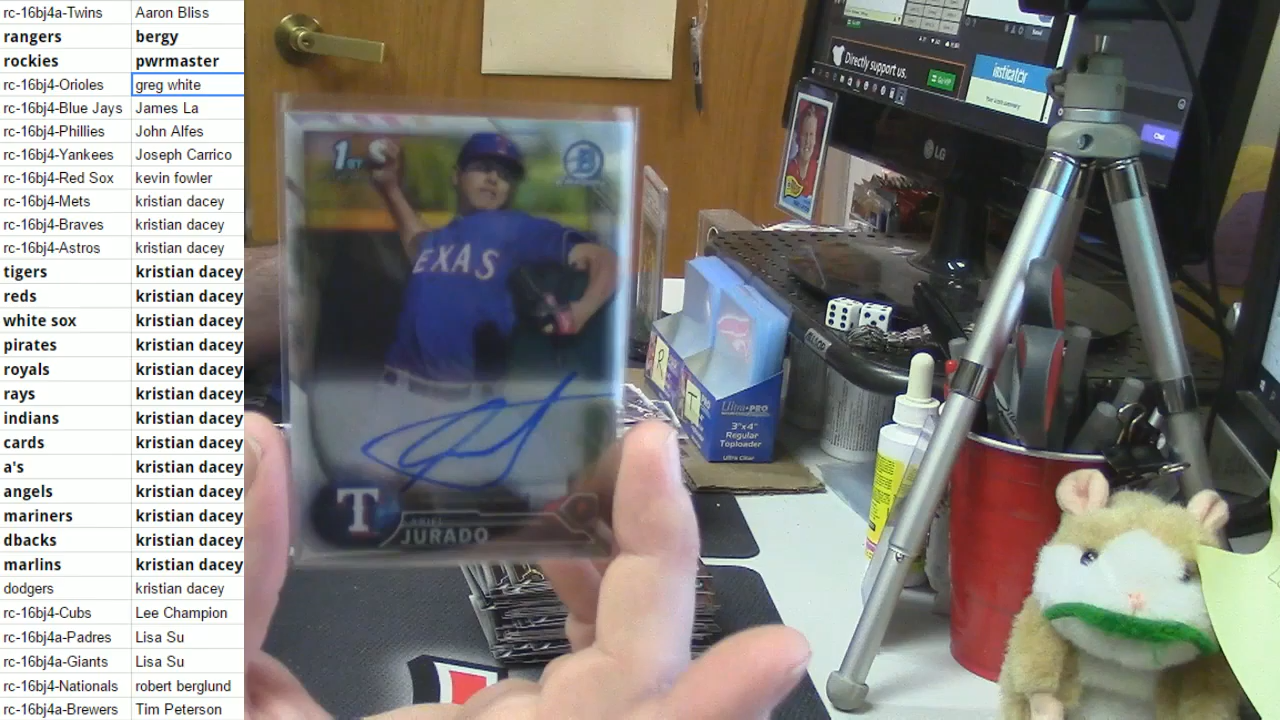 rc-16bj4a-Twins Aaron Bliss
rangers bergy
rockies pwrmaster
rc-16bj4-Orioles greg white
rc-16bj4-Blue Jays James La
rc-16bj4-Phillies John Alfes
rc-16bj4-Yankees Joseph Carrico
rc-16bj4-Red Sox kevin fowler
rc-16bj4-Mets kristian dacey
rc-16bj4-Braves kristian dacey
rc-16bj4-Astros kristian dacey
tigers kristian dacey
reds kristian dacey
white sox kristian dacey
pirates kristian dacey
royals kristian dacey
rays kristian dacey
indians kristian dacey
cards kristian dacey
a's kristian dacey
angels kristian dacey
mariners kristian dacey
dbacks kristian dacey
marlins kristian dacey
dodgers kristian dacey
rc-16bj4-Cubs Lee Champion
rc-16bj4a-Padres Lisa Su
rc-16bj4a-Giants Lisa Su
rc-16bj4-Nationals robert berglund
rc-16bj4a-Brewers Tim Peterson
1ST
B
EXAS
T
JURADO
Directly support us.
insticator
LG
R
T
Ultra·PRO
3"x4"
Regular
Toploader
Ultra Clear